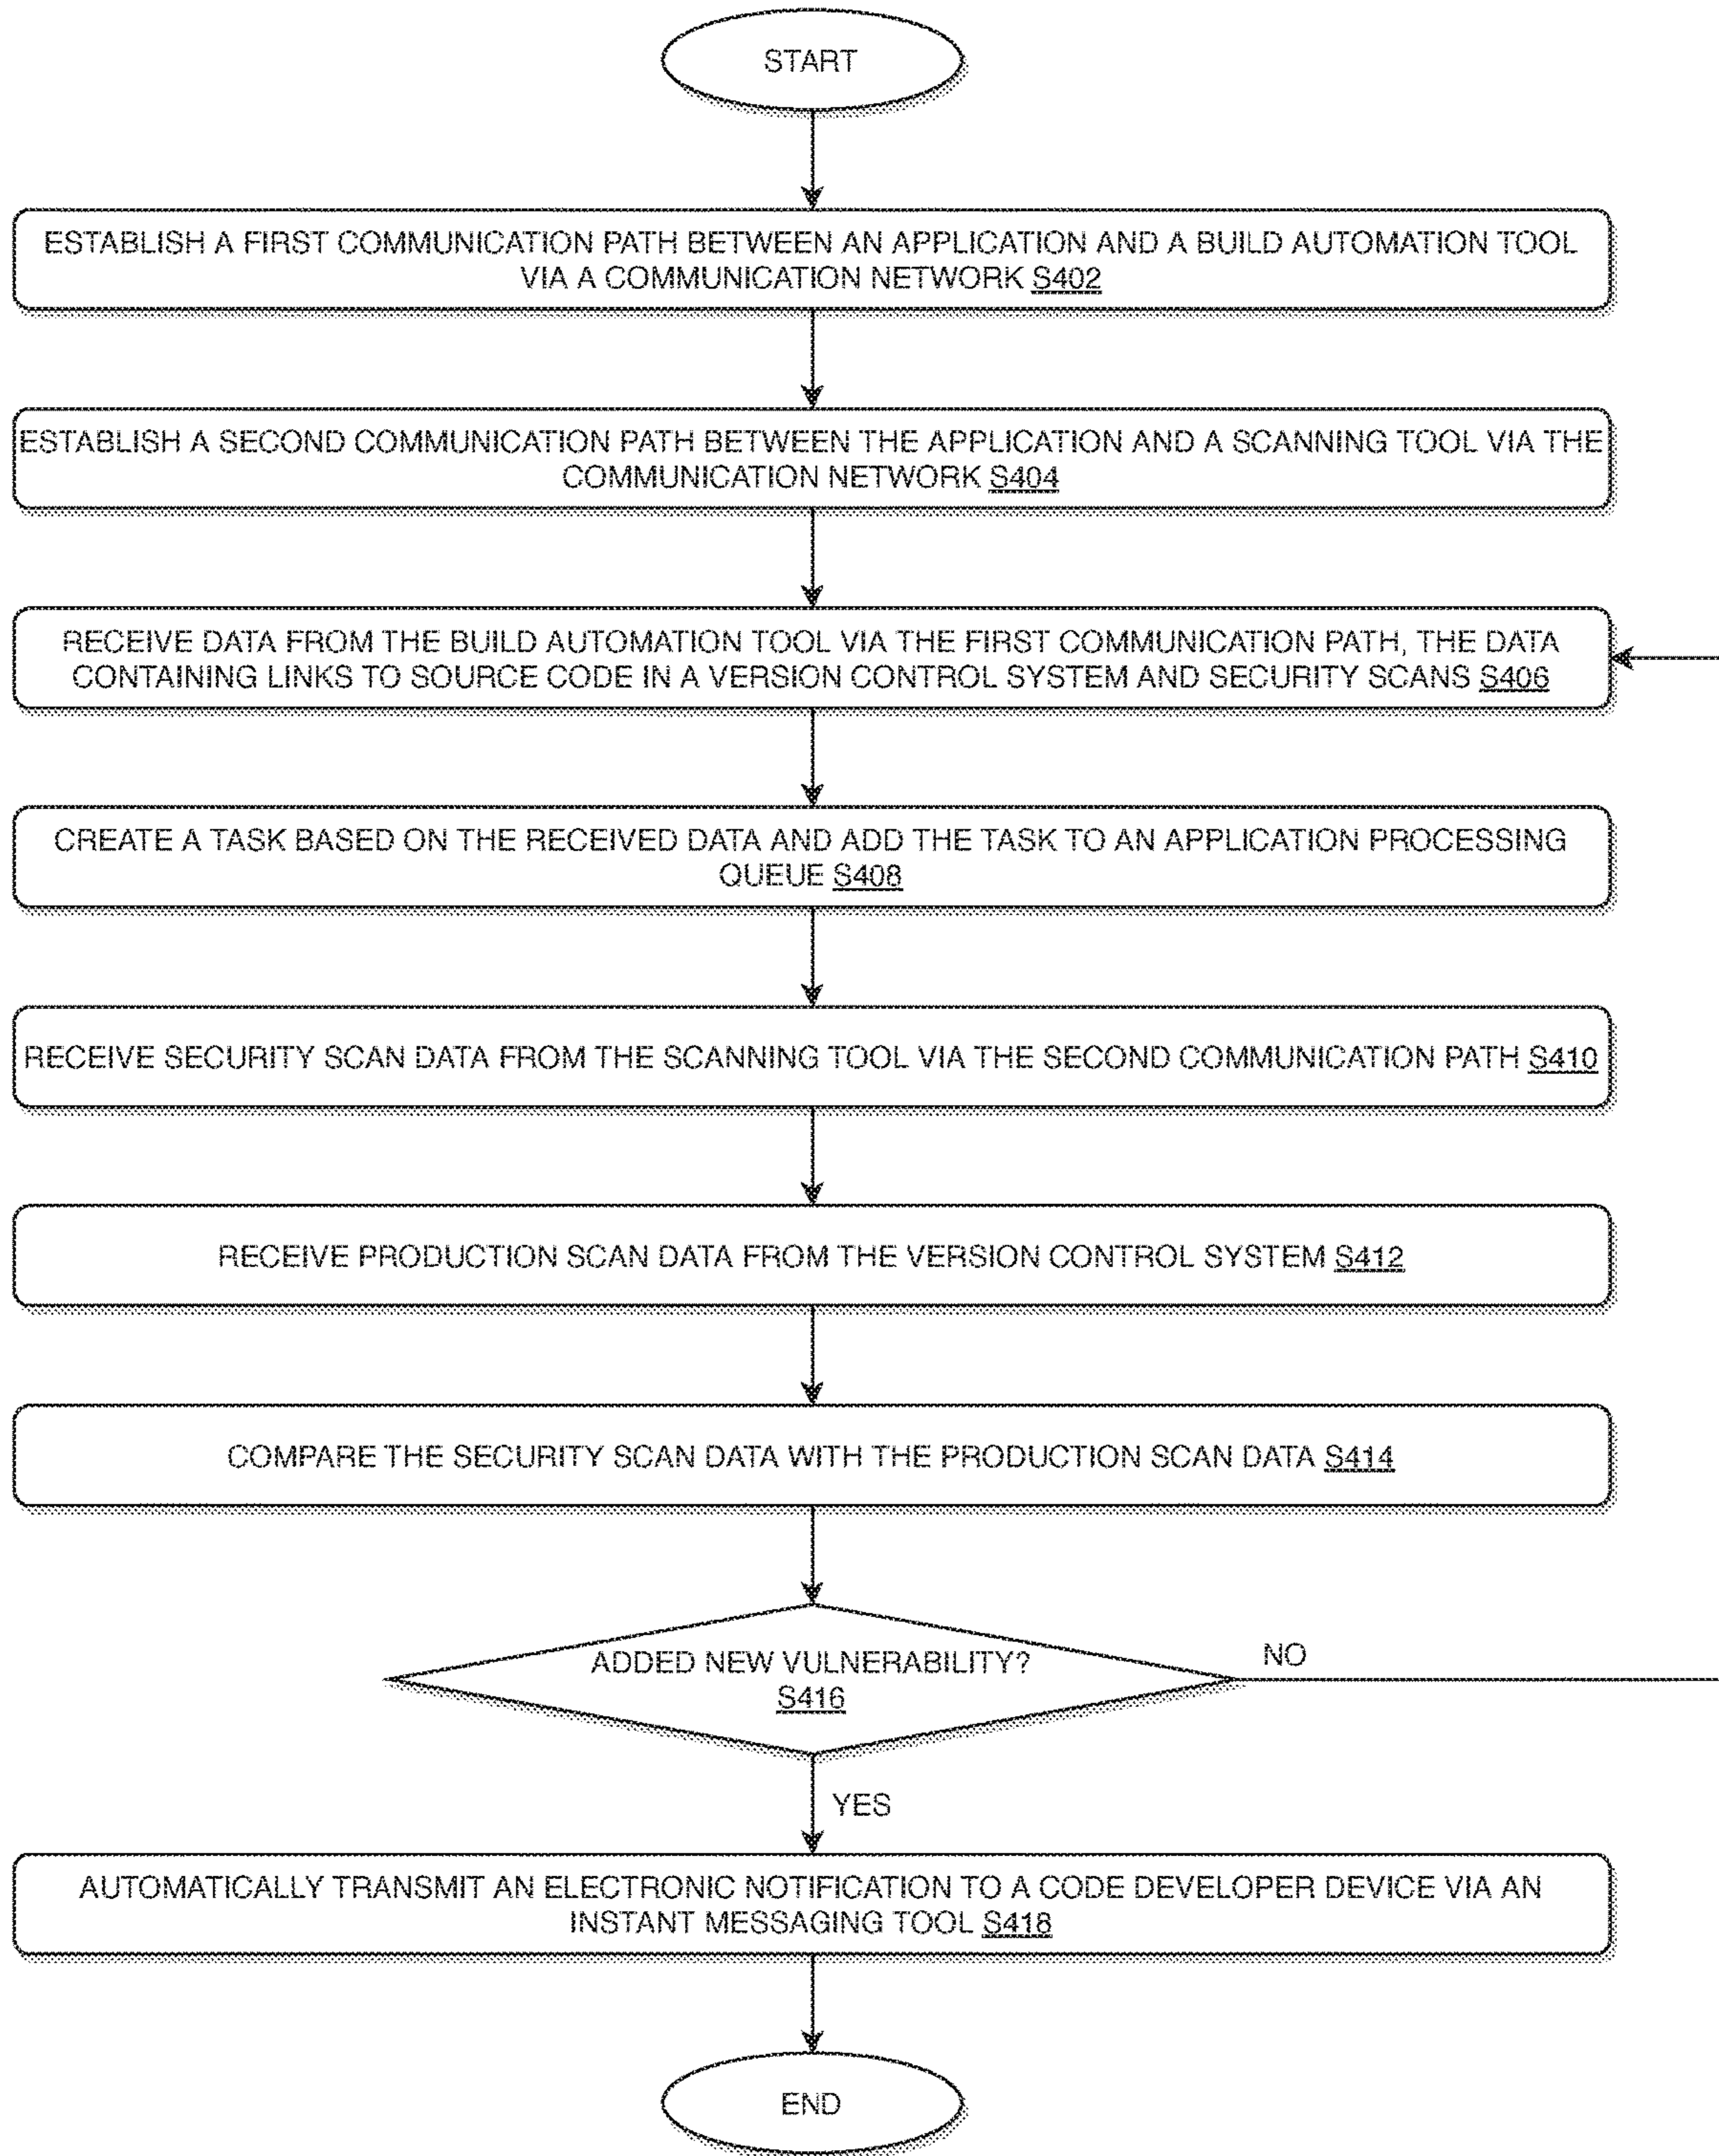 START
ESTABLISH A FIRST COMMUNICATION PATH BETWEEN AN APPLICATION AND A BUILD AUTOMATION TOOL
VIA A COMMUNICATION NETWORK S402
ESTABLISH A SECOND COMMUNICATION PATH BETWEEN THE APPLICATION AND A SCANNING TOOL VIA THE
COMMUNICATION NETWORK S404
RECEIVE DATA FROM THE BUILD AUTOMATION TOOL VIA THE FIRST COMMUNICATION PATH, THE DATA
CONTAINING LINKS TO SOURCE CODE IN A VERSION CONTROL SYSTEM AND SECURITY SCANS S406
CREATE A TASK BASED ON THE RECEIVED DATA AND ADD THE TASK TO AN APPLICATION PROCESSING
QUEUE S408
RECEIVE SECURITY SCAN DATA FROM THE SCANNING TOOL VIA THE SECOND COMMUNICATION PATH S410
RECEIVE PRODUCTION SCAN DATA FROM THE VERSION CONTROL SYSTEM S412
COMPARE THE SECURITY SCAN DATA WITH THE PRODUCTION SCAN DATA S414
ADDED NEW VULNERABILITY?
S416
NO
YES
AUTOMATICALLY TRANSMIT AN ELECTRONIC NOTIFICATION TO A CODE DEVELOPER DEVICE VIA AN
INSTANT MESSAGING TOOL S418
END